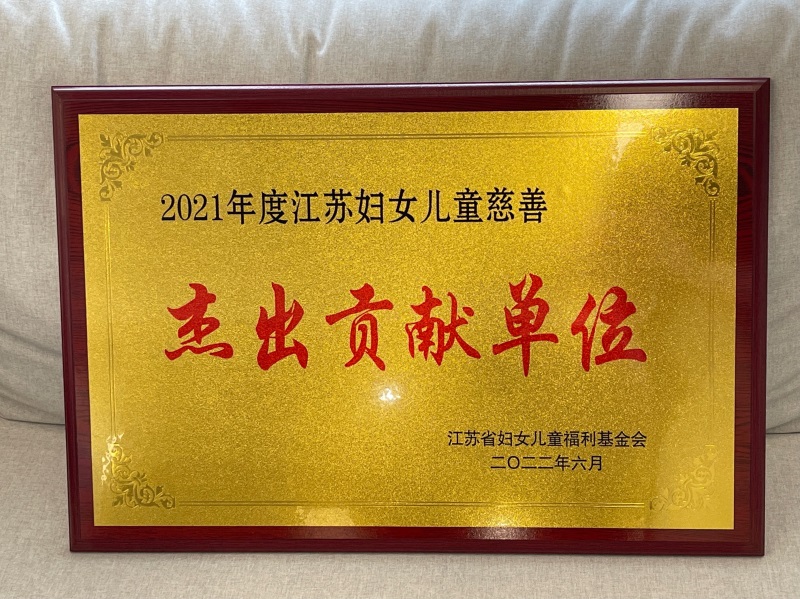 2021年度江苏妇女儿童慈善
杰出贡献单位
江苏省妇女儿童福利基金会
二〇二二年六月